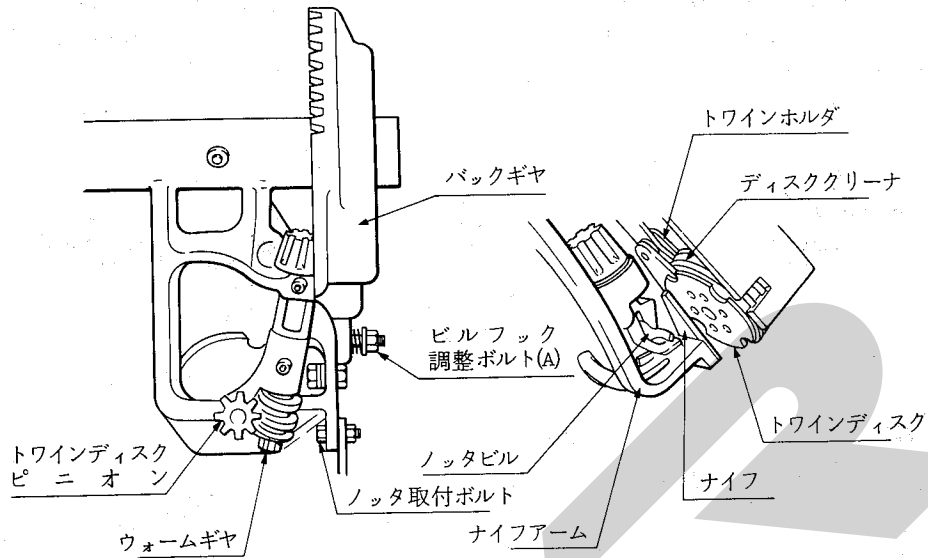 トワインホルダ
ディスククリーナ
バックギヤ
ビルフック
調整ボルト(A)
トワインディスク
ピニオン
ウォームギヤ
ノッタ取付ボルト
ノッタビル
ナイフアーム
ナイフ
トワインディスク